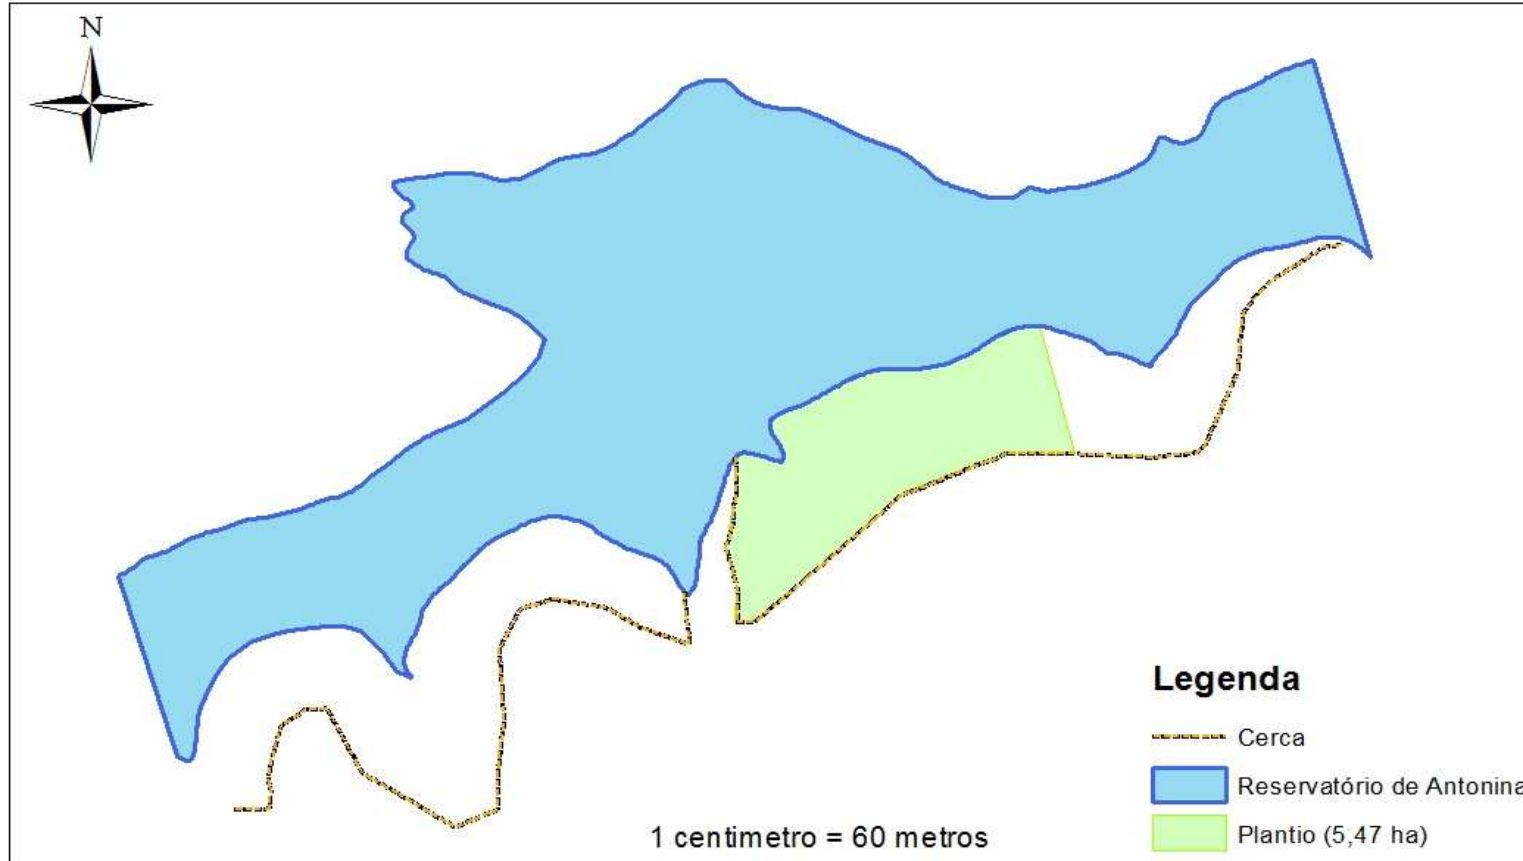 N
Legenda
Cerca
Reservatório de Antonina
Plantio (5,47 ha)
1 centimetro = 60 metros